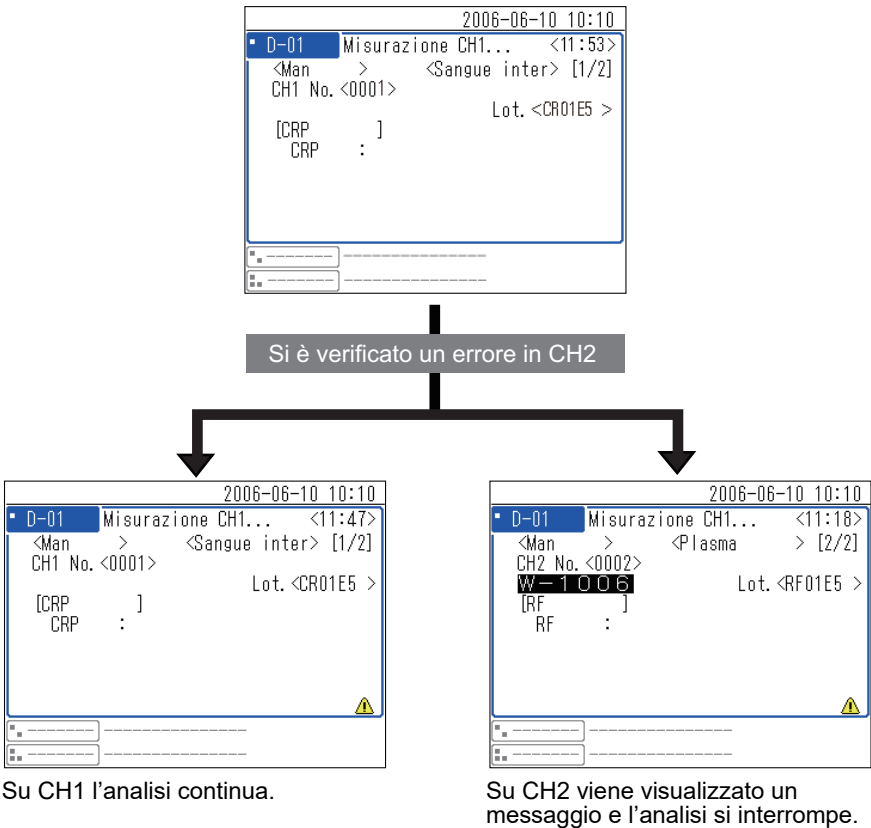 2006-06-10 10:10
D-01 Misurazione CH1... <11:53>
<Man > <Sangue inter> [1/2]
CH1 No.<0001>
Lot.<CR01E5 >
[CRP ]
CRP :
------- ----------------
------- ----------------
Si è verificato un errore in CH2
2006-06-10 10:10
D-01 Misurazione CH1... <11:47>
<Man > <Sangue inter> [1/2]
CH1 No.<0001>
Lot.<CR01E5 >
[CRP ]
CRP :
------- ----------------
------- ----------------
Su CH1 l’analisi continua.
2006-06-10 10:10
D-01 Misurazione CH1... <11:18>
<Man > <Plasma > [2/2]
CH2 No.<0002>
W-1006 Lot.<RF01E5 >
[RF ]
RF :
------- ----------------
------- ----------------
Su CH2 viene visualizzato un
messaggio e l’analisi si interrompe.